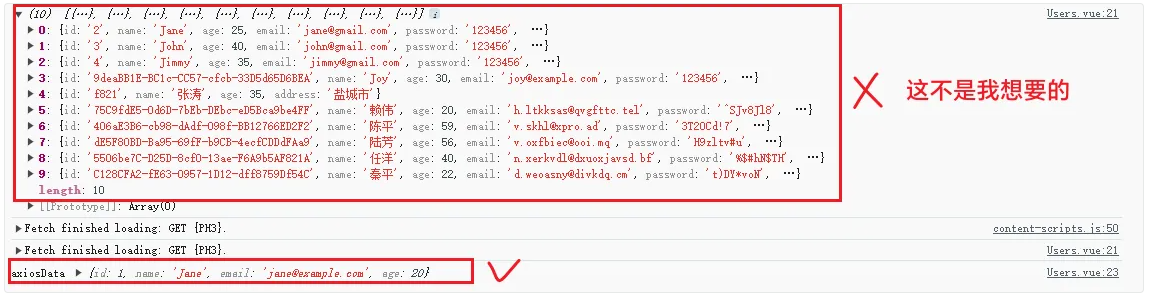 (10) [{…}, {…}, {…}, {…}, {…}, {…}, {…}, {…}, {…}, {…}] i Users.vue:21
0: {id: '2', name: 'Jane', age: 25, email: 'jane@gmail.com', password: '123456', …}
1: {id: '3', name: 'John', age: 40, email: 'john@gmail.com', password: '123456', …}
2: {id: '4', name: 'Jimmy', age: 35, email: 'jimmy@gmail.com', password: '123456', …}
3: {id: '9deaBB1E-BC1c-CC57-cfcb-33D5d65D6BEA', name: 'Joy', age: 30, email: 'joy@example.com', password: '123456', …}
4: {id: 'f821', name: '张涛', age: 35, address: '盐城市'}
5: {id: '75C9fdE5-0d6D-7bEb-DEbc-eD5Bca9be4FF', name: '赖伟', age: 20, email: 'h.ltkksas@qvgfttc.tel', password: '^SJv8Jl8', …}
6: {id: '406aE3B6-cb98-dAdf-098f-BB12766ED2F2', name: '陈平', age: 59, email: 'v.skhl@xpro.ad', password: '3T2OCd!7', …}
7: {id: 'dE5F80BD-Ba95-69fF-b9CB-4ecfCDDdFAa9', name: '陆芳', age: 56, email: 'v.oxfbiec@ooi.mq', password: 'H9zltv#u', …}
8: {id: '5506be7C-D25D-8cf0-13ae-F6A9b5AF821A', name: '任洋', age: 40, email: 'n.xerkvdl@dxuoxjavsd.bf', password: '%$#hN$TH', …}
9: {id: 'C128CFA2-fE63-0957-1D12-dff8759Df54C', name: '秦平', age: 22, email: 'd.weoasny@divkdq.cm', password: 't)DY*voN', …}
length: 10
[[Prototype]]: Array(0)
这不是我想要的
Fetch finished loading: GET {PH3}. content-scripts.js:50
Fetch finished loading: GET {PH3}. Users.vue:21
axiosData {id: 1, name: 'Jane', email: 'jane@example.com', age: 20} Users.vue:23